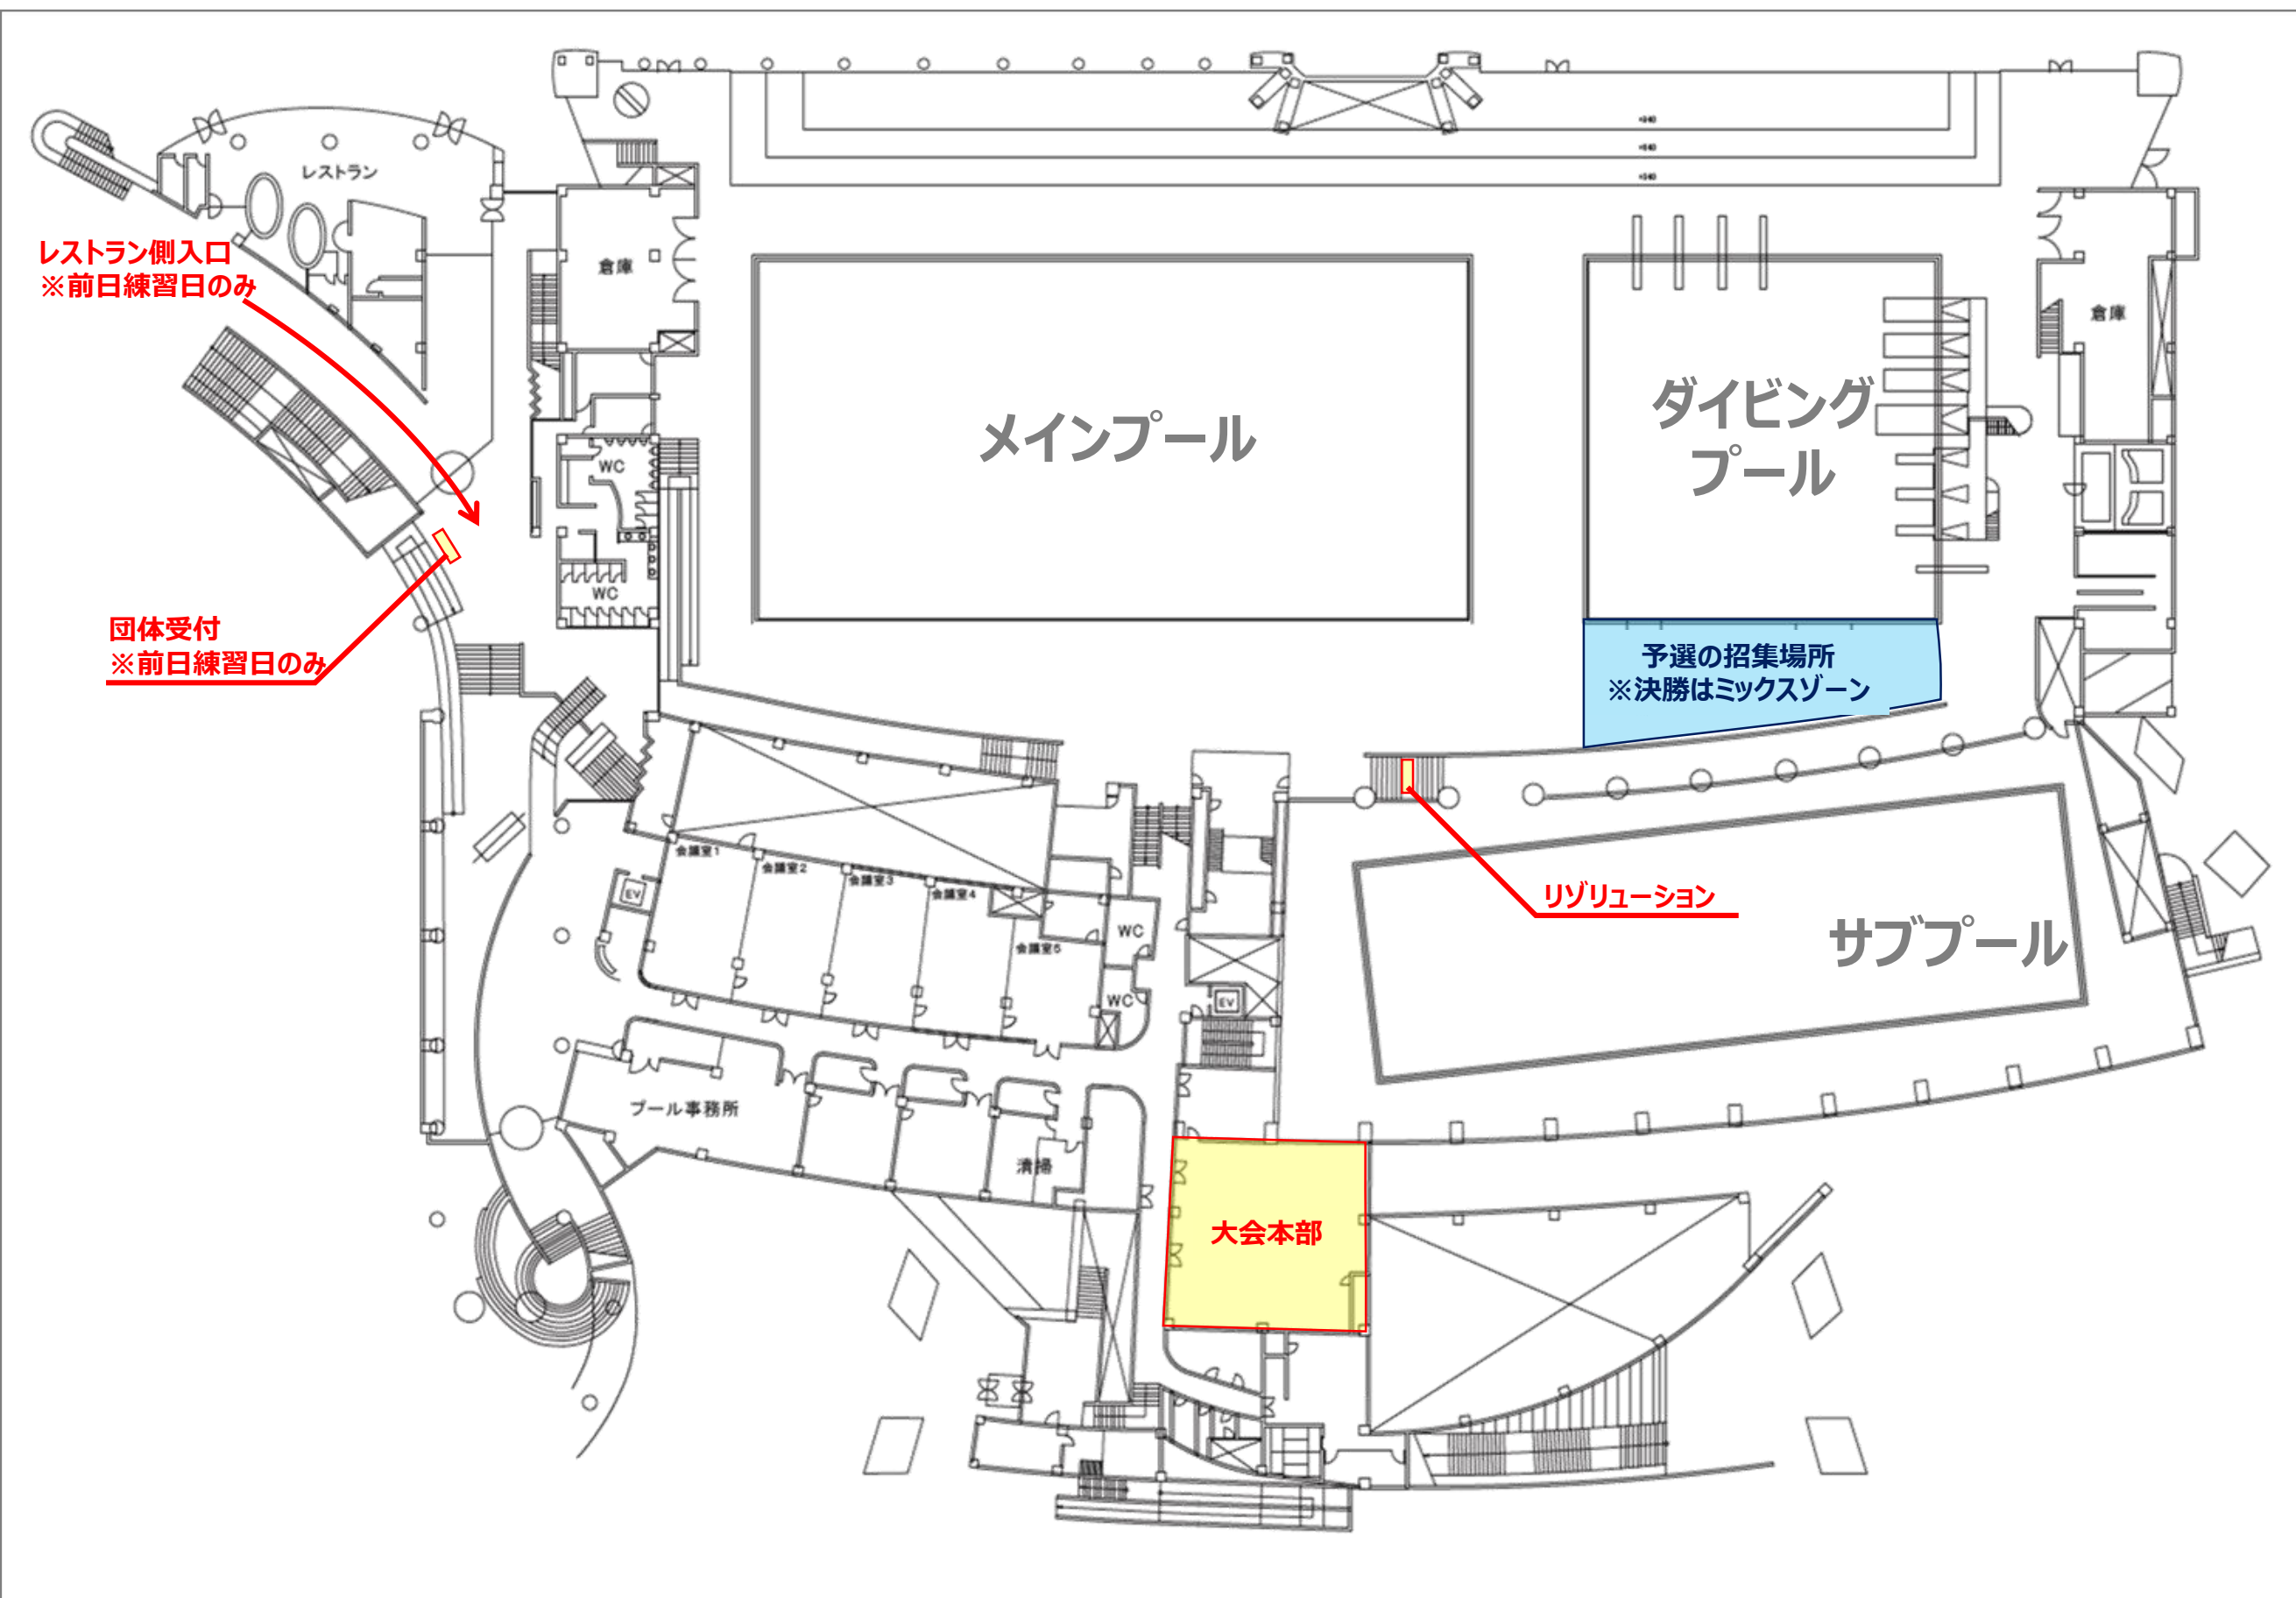 レストラン
レストラン側入口
※前日練習日のみ
倉庫
倉庫
メインプール
ダイビング
プール
WC
WC
団体受付
※前日練習日のみ
予選の招集場所
※決勝はミックスゾーン
会議室1
会議室2
会議室3
会議室4
会議室5
EV
WC
WC
EV
リゾリューション
サブプール
プール事務所
清掃
大会本部